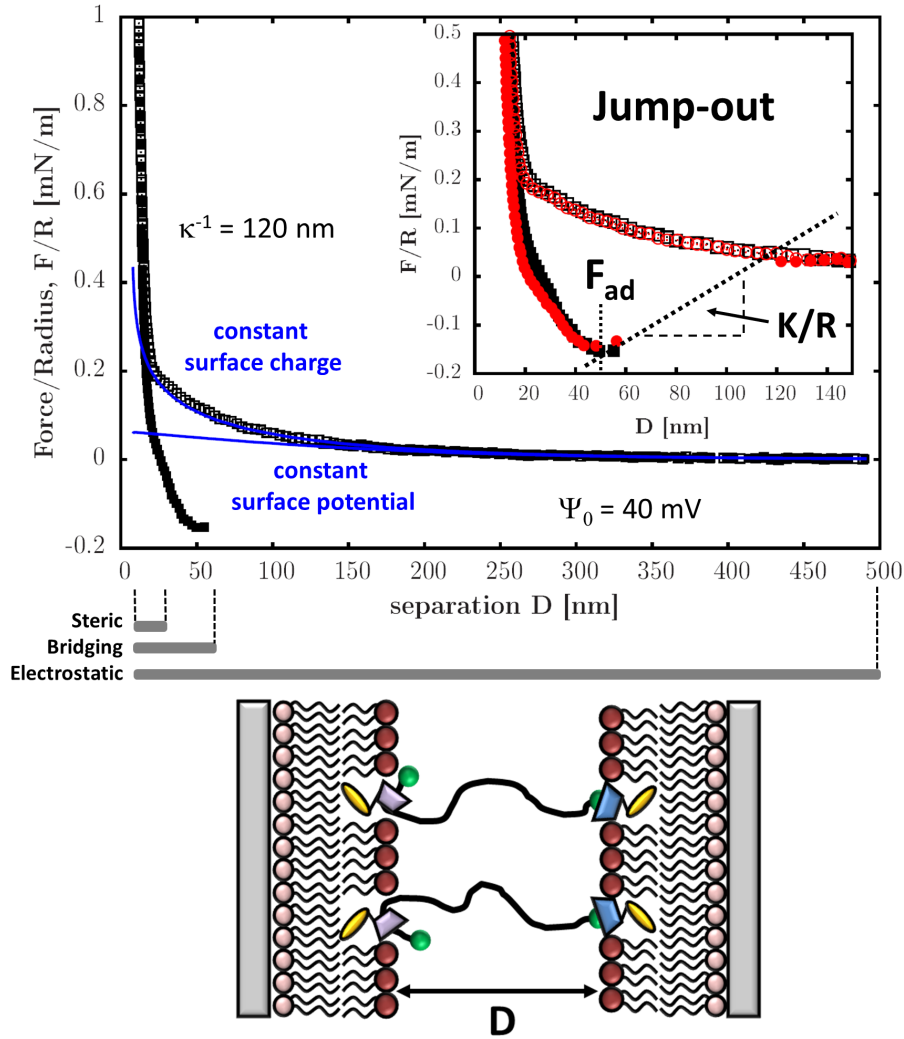 Force/Radius, F/R [mN/m]
1
0.8
0.6
0.4
0.2
0
-0.2
κ⁻¹ = 120 nm
constant
surface charge
constant
surface potential
Ψ₀ = 40 mV
0 50 100 150 200 250 300 350 400 450 500
separation D [nm]
F/R [mN/m]
0.5
0.4
0.3
0.2
0.1
0
-0.1
-0.2
Jump-out
F_ad
K/R
0 20 40 60 80 100 120 140
D [nm]
Steric
Bridging
Electrostatic
D